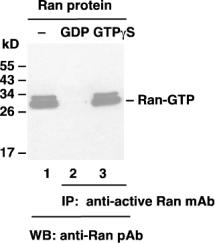 Ran protein
– GDP GTPγS
kD
55
43
34
26
17
– Ran-GTP
1 2 3
IP: anti-active Ran mAb
WB: anti-Ran pAb